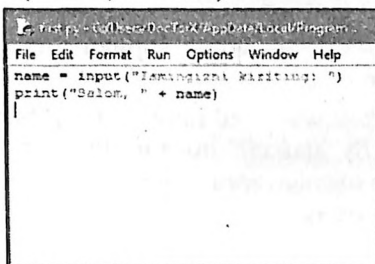 first.py - C:/Users/DocTorX/AppData/Local/Program
File Edit Format Run Options Window Help
name = input("Ismingizni kiriting: ")
print("Salom, " + name)